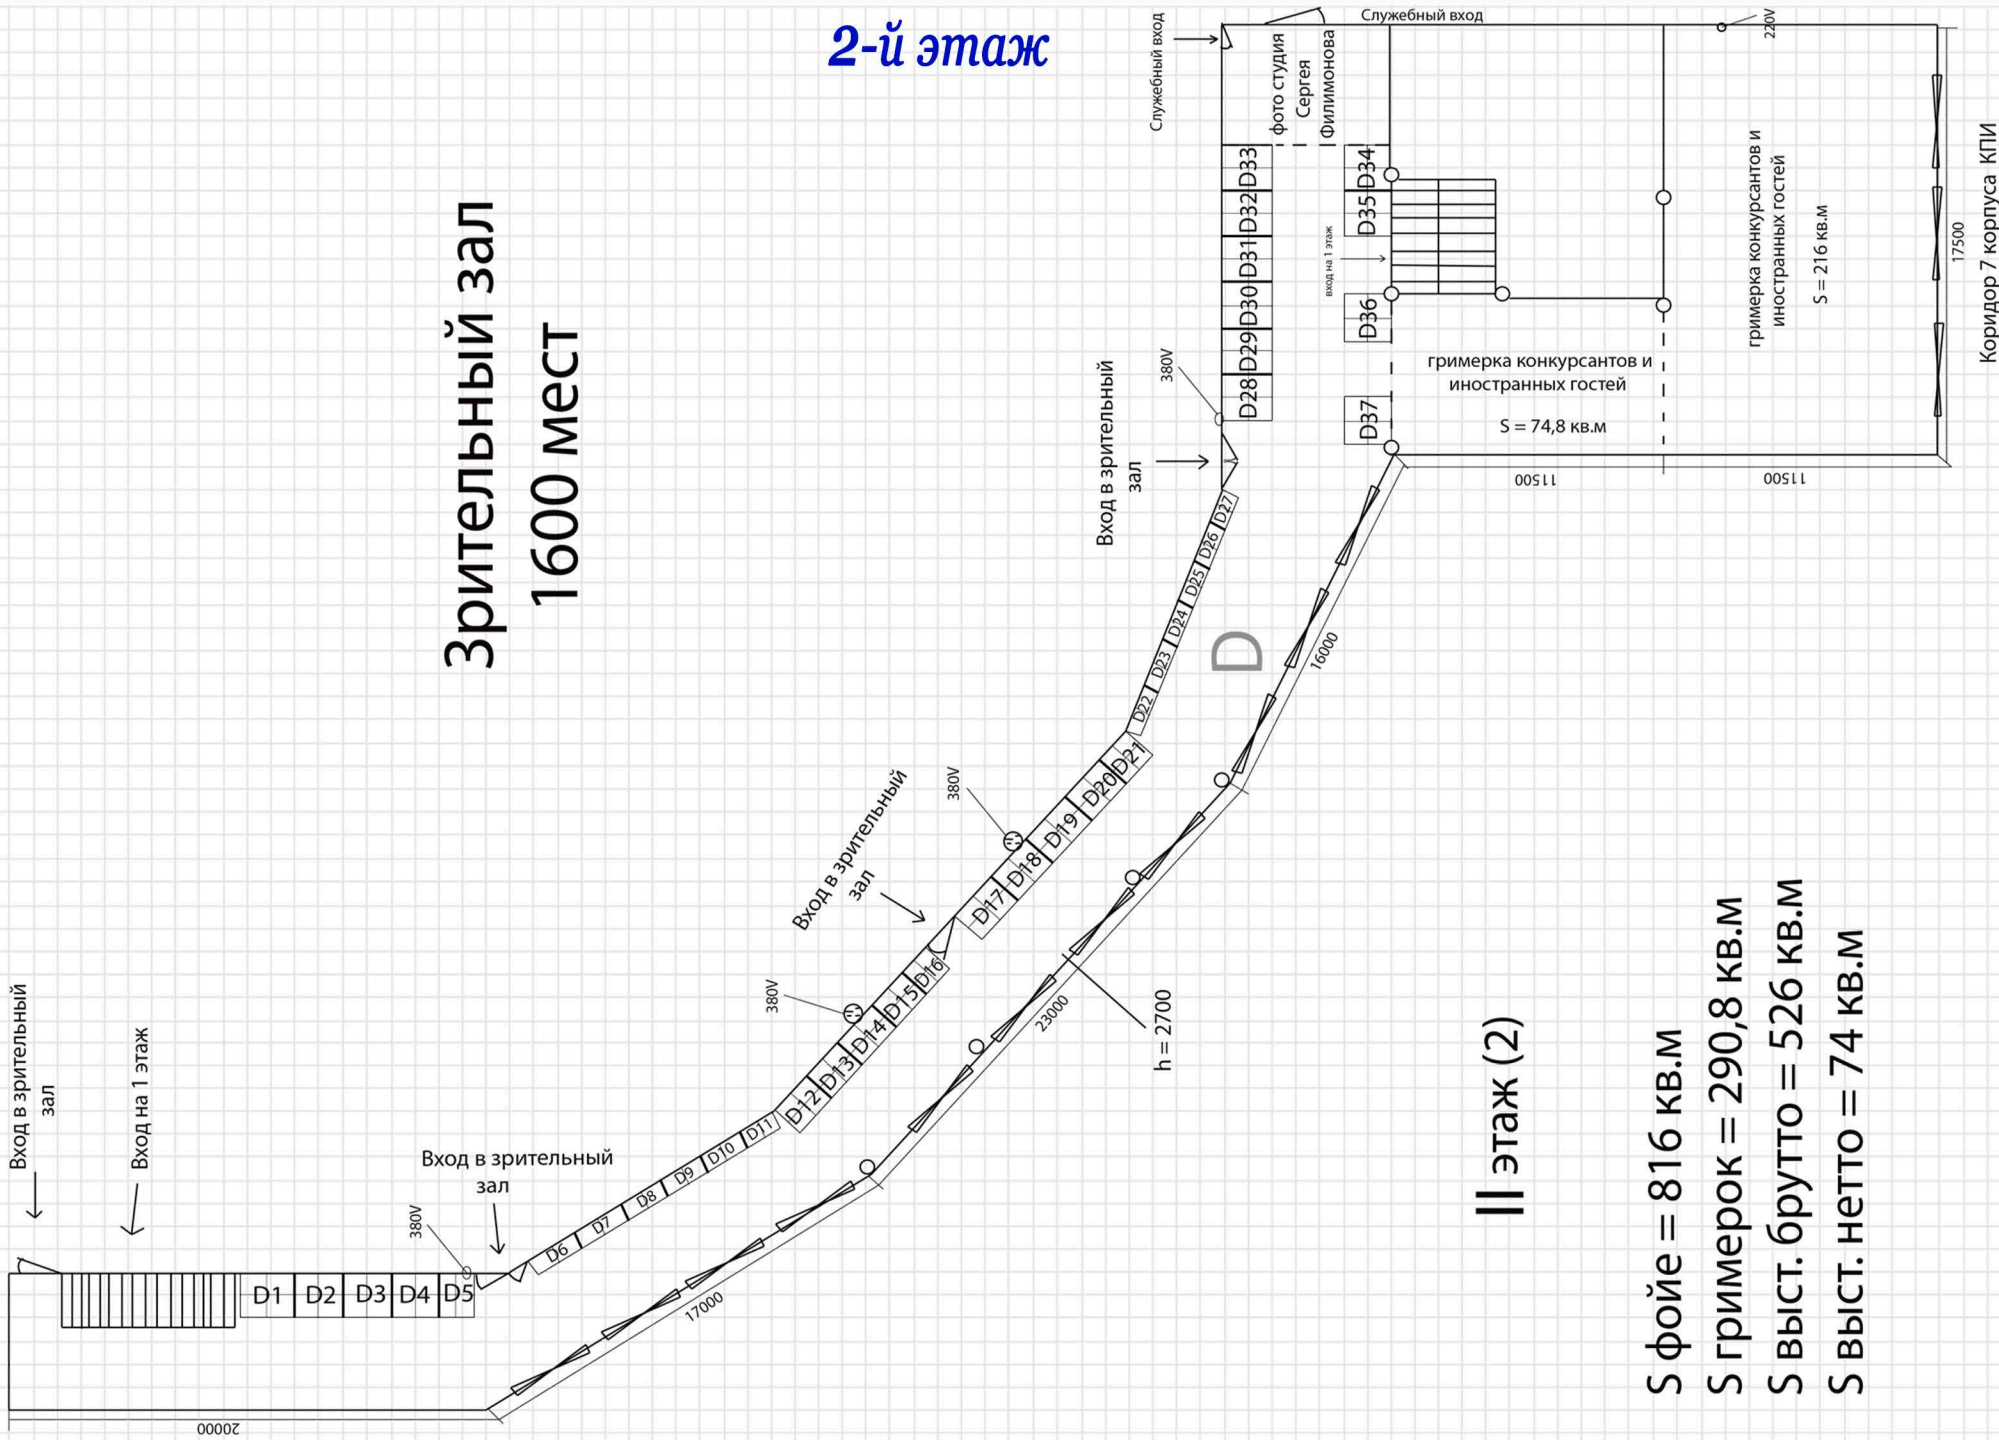 2-й этаж
Служебный вход
Служебный вход
220V
фото студия
Сергея
Филимонова
D33
D32
D31
D30
D29
D28
D34
D35
D36
D37
вход на 1 этаж
гримерка конкурсантов и
иностранных гостей
S = 216 кв.м
17500
Коридор 7 корпуса КПИ
гримерка конкурсантов и
иностранных гостей
S = 74,8 кв.м
11500
11500
Зрительный зал
1600 мест
380V
Вход в зрительный
зал
D27
D26
D25
D24
D23
D22
D
16000
D21
D20
D19
D18
D17
380V
Вход в зрительный
зал
D16
D15
D14
D13
D12
380V
23000
h = 2700
D11
D10
D9
D8
D7
D6
Вход в зрительный
зал
380V
17000
Вход в зрительный
зал
Вход на 1 этаж
D1
D2
D3
D4
D5
20000
II этаж (2)
S фойе = 816 кв.м
S гримерок = 290,8 кв.м
S выст. брутто = 526 кв.м
S выст. нетто = 74 кв.м